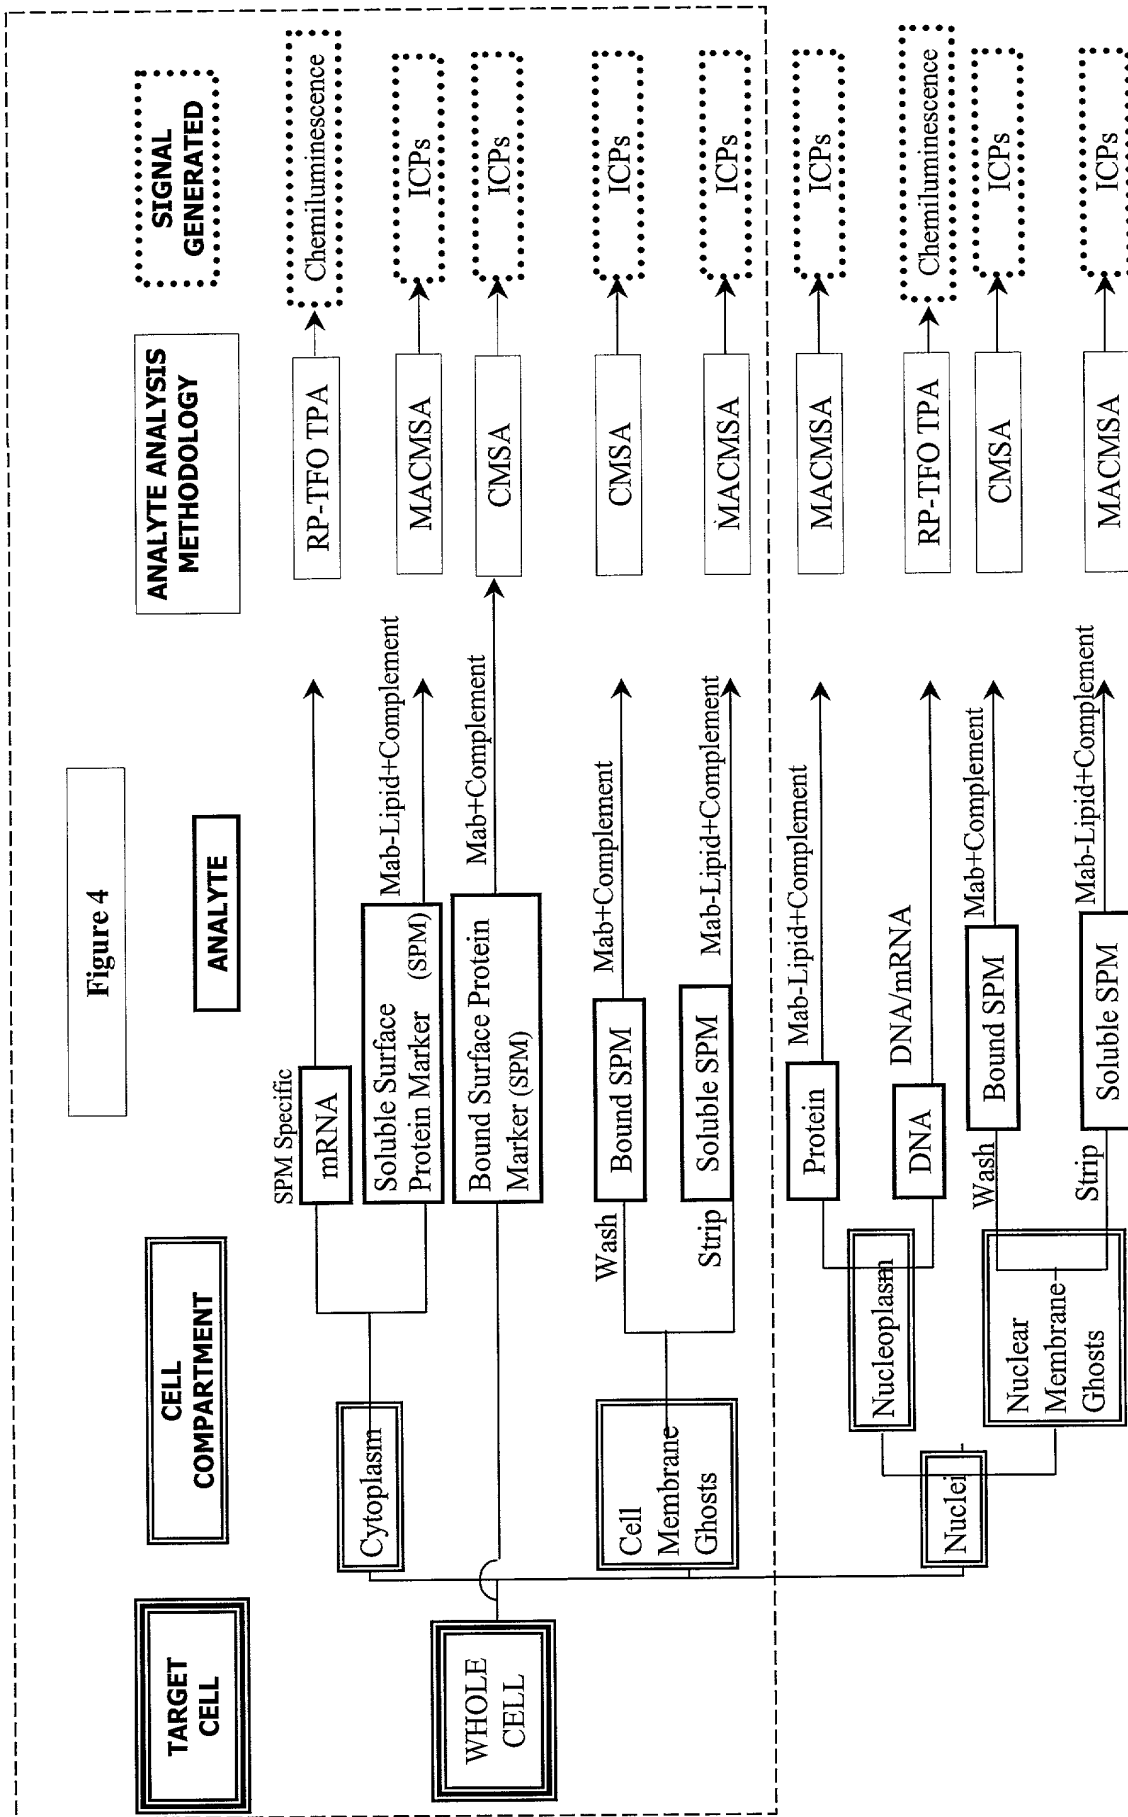 Figure 4
TARGET
CELL
CELL
COMPARTMENT
ANALYTE
ANALYTE ANALYSIS
METHODOLOGY
SIGNAL
GENERATED
WHOLE
CELL
Cytoplasm
SPM Specific
mRNA
RP-TFO TPA
Chemiluminescence
Soluble Surface
Protein Marker (SPM)
Mab-Lipid+Complement
MACMSA
ICPs
Bound Surface Protein
Marker (SPM)
Mab+Complement
CMSA
ICPs
Cell
Membrane
Ghosts
Wash
Bound SPM
Mab+Complement
CMSA
ICPs
Strip
Soluble SPM
Mab-Lipid+Complement
MACMSA
ICPs
Nuclei
Nucleoplasm
Protein
Mab-Lipid+Complement
MACMSA
ICPs
DNA
DNA/mRNA
RP-TFO TPA
Chemiluminescence
Nuclear
Membrane
Ghosts
Wash
Bound SPM
Mab+Complement
CMSA
ICPs
Strip
Soluble SPM
Mab-Lipid+Complement
MACMSA
ICPs